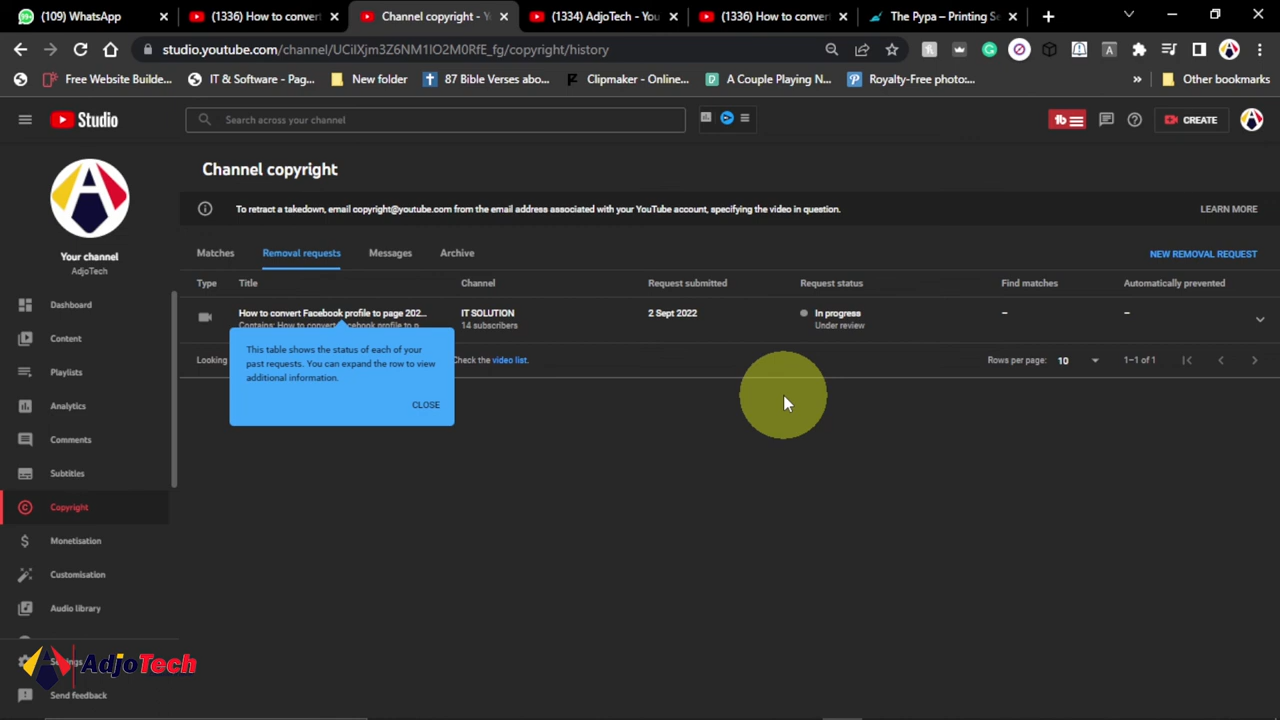 (109) WhatsApp
(1336) How to convert
Channel copyright - Y
(1334) AdjoTech - You
(1336) How to convert
The Pypa – Printing Se
studio.youtube.com/channel/UCiIXjm3Z6NM1IO2M0RfE_fg/copyright/history
Free Website Builde...
IT & Software - Pag...
New folder
87 Bible Verses abo...
Clipmaker - Online...
A Couple Playing N...
Royalty-Free photo:...
»
Other bookmarks
Studio
Search across your channel
CREATE
Channel copyright
To retract a takedown, email copyright@youtube.com from the email address associated with your YouTube account, specifying the video in question.
LEARN MORE
Your channel
AdjoTech
Matches
Removal requests
Messages
Archive
NEW REMOVAL REQUEST
Type
Title
Channel
Request submitted
Request status
Find matches
Automatically prevented
How to convert Facebook profile to page 202...
IT SOLUTION
2 Sept 2022
In progress
–
–
14 subscribers
Under review
This table shows the status of each of your
past requests. You can expand the row to view
additional information.
CLOSE
Looking
Check the video list.
Rows per page:
10
1–1 of 1
Dashboard
Content
Playlists
Analytics
Comments
Subtitles
Copyright
Monetisation
Customisation
Audio library
AdjoTech
Send feedback